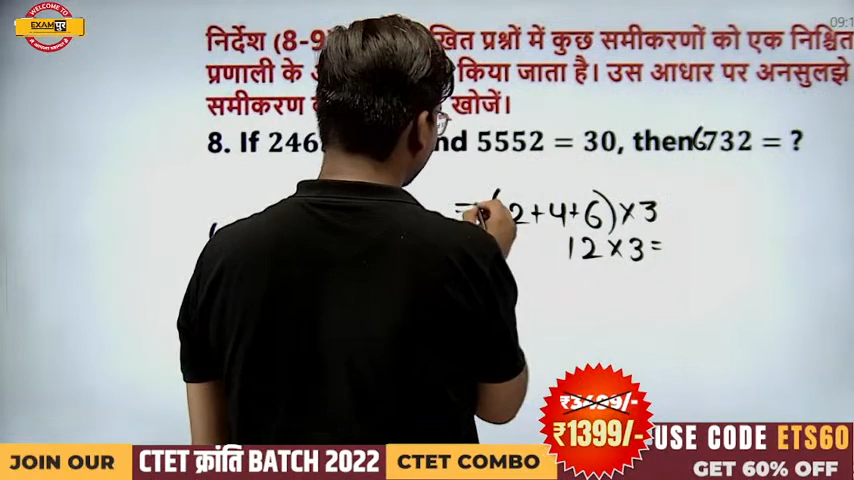 WELCOME TO
EXAMपुर
09:1
निर्देश (8-9 खित प्रश्नों में कुछ समीकरणों को एक निश्चित
प्रणाली के किया जाता है। उस आधार पर अनसुलझे
समीकरण खोजें।
8. If 246 nd 5552 = 30, then 6732 = ?
= (2+4+6)×3
12×3=
₹3499/-
₹1399/-
USE CODE ETS60
JOIN OUR CTET क्रांति BATCH 2022 CTET COMBO GET 60% OFF